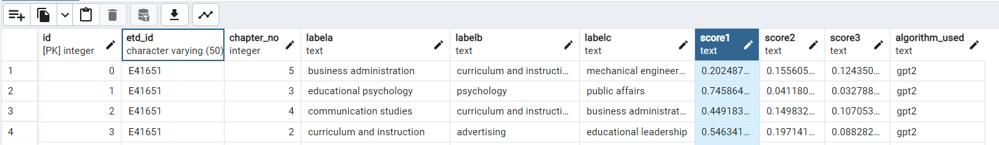 id etd_id chapter_no labela labelb labelc score1 score2 score3 algorithm_used
[PK] integer character varying (50) integer text text text text text text text
1 0 E41651 5 business administration curriculum and instructi... mechanical engineer... 0.202487... 0.155605... 0.124350... gpt2
2 1 E41651 3 educational psychology psychology public affairs 0.745864... 0.041180... 0.032788... gpt2
3 2 E41651 4 communication studies curriculum and instructi... business administrat... 0.449183... 0.149832... 0.107053... gpt2
4 3 E41651 2 curriculum and instruction advertising educational leadership 0.546341... 0.197141... 0.088282... gpt2